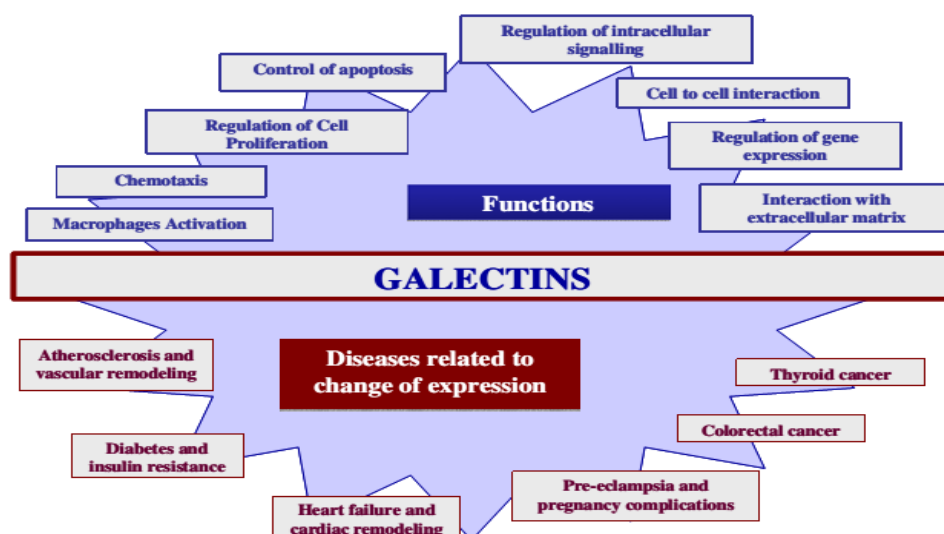 Regulation of intracellular
signalling
Control of apoptosis
Cell to cell interaction
Regulation of Cell
Proliferation
Regulation of gene
expression
Chemotaxis
Interaction with
extracellular matrix
Macrophages Activation
Functions
GALECTINS
Diseases related to
change of expression
Atherosclerosis and
vascular remodeling
Thyroid cancer
Colorectal cancer
Diabetes and
insulin resistance
Pre-eclampsia and
pregnancy complications
Heart failure and
cardiac remodeling